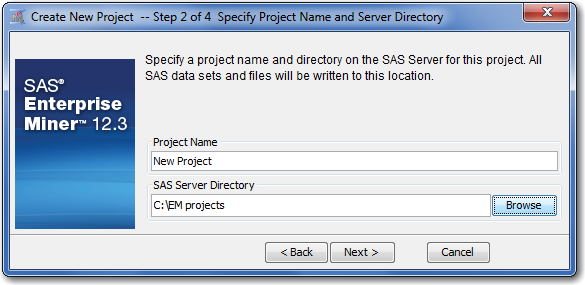 Create New Project -- Step 2 of 4 Specify Project Name and Server Directory
SAS®
Enterprise
Miner™ 12.3
Specify a project name and directory on the SAS Server for this project. All
SAS data sets and files will be written to this location.
Project Name
New Project
SAS Server Directory
C:\EM projects
Browse
< Back
Next >
Cancel